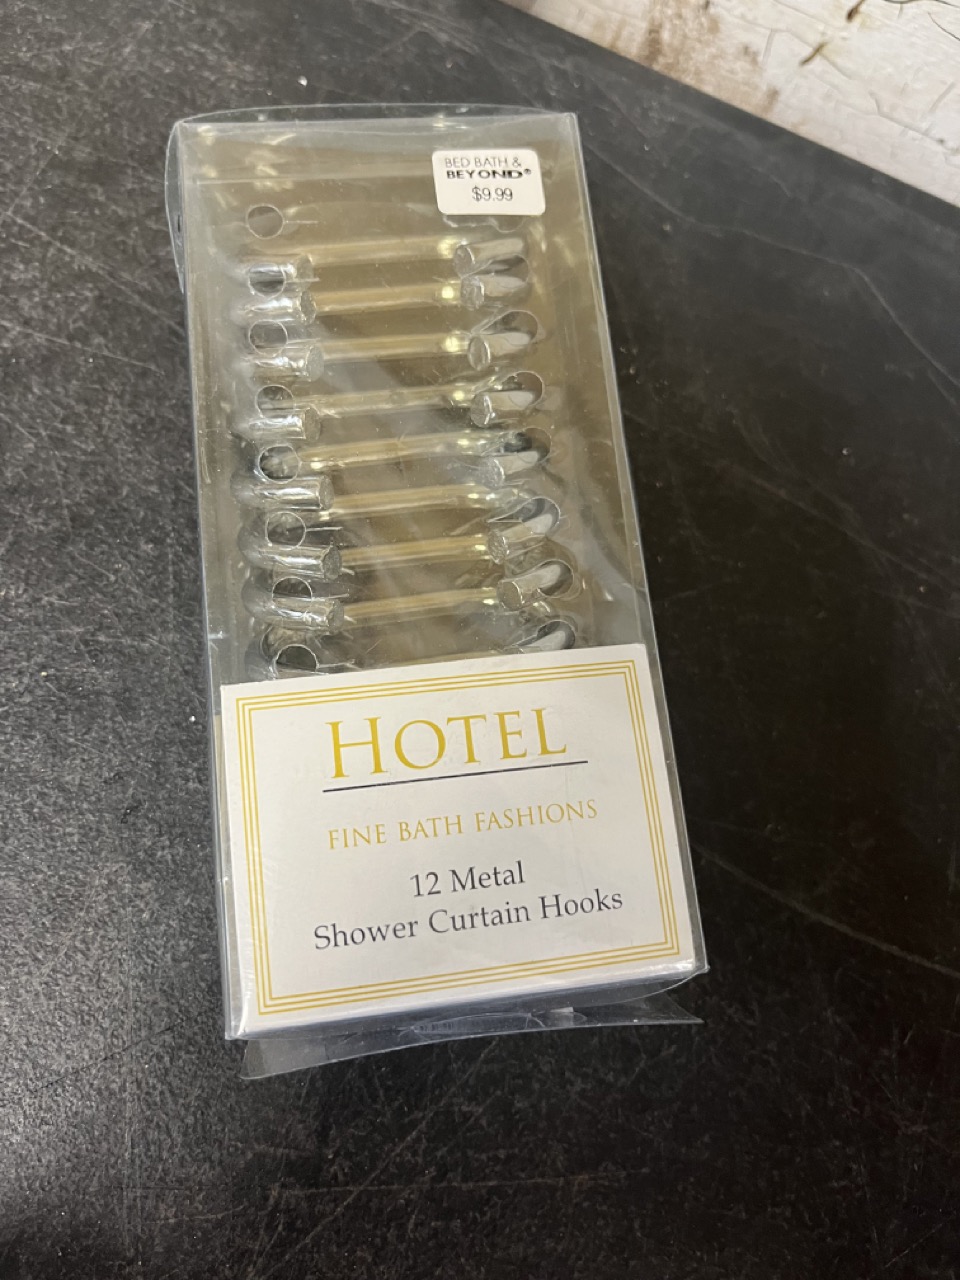 BED BATH &
BEYOND®
$9.99
HOTEL
FINE BATH FASHIONS
12 Metal
Shower Curtain Hooks